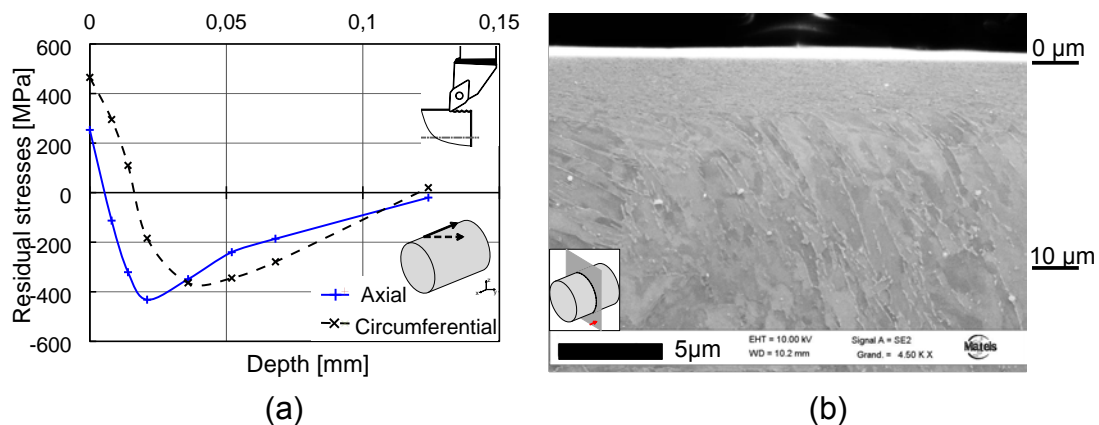 0 0,05 0,1 0,15
600
400
200
0
-200
-400
-600
Residual stresses [MPa]
Axial
Circumferential
Depth [mm]
(a)
0 µm
10 µm
5µm
EHT = 10.00 kV Signal A = SE2
WD = 10.2 mm Grand. = 4.50 K X
Mateis
(b)